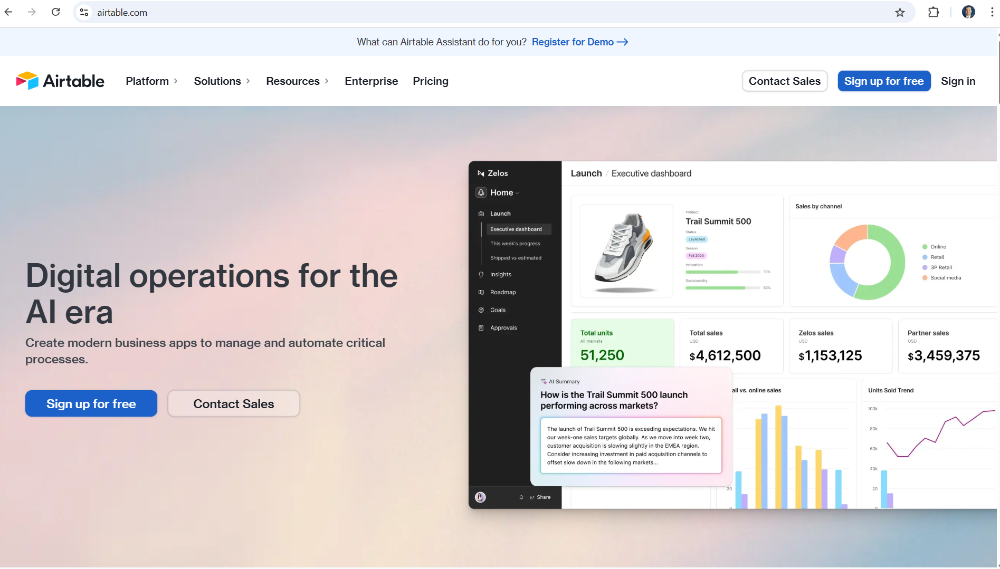 airtable.com
What can Airtable Assistant do for you? Register for Demo
Airtable Platform Solutions Resources Enterprise Pricing Contact Sales Sign up for free Sign in
Digital operations for the
AI era
Create modern business apps to manage and automate critical
processes.
Sign up for free Contact Sales
Zelos
Home
Launch
Executive dashboard
This week's progress
Shipped vs estimated
Insights
Roadmap
Goals
Approvals
Share
Launch / Executive dashboard
Product
Trail Summit 500
Status
Launched
Season
Fall 2024
Innovation
70%
Sustainability
80%
Sales by channel
Online
Retail
3P Retail
Social media
Total units
All markets
51,250
Total sales
USD
$4,612,500
Zelos sales
USD
$1,153,125
Partner sales
USD
$3,459,375
AI Summary
How is the Trail Summit 500 launch
performing across markets?
The launch of Trail Summit 500 is exceeding expectations. We hit
our week-one sales targets globally. As we move into week two,
customer acquisition is slowing slightly in the EMEA region.
Consider increasing investment in paid acquisition channels to
offset slow down in the following markets...
ail vs. online sales
20
0
Units Sold Trend
100k
80k
60k
40k
20
0